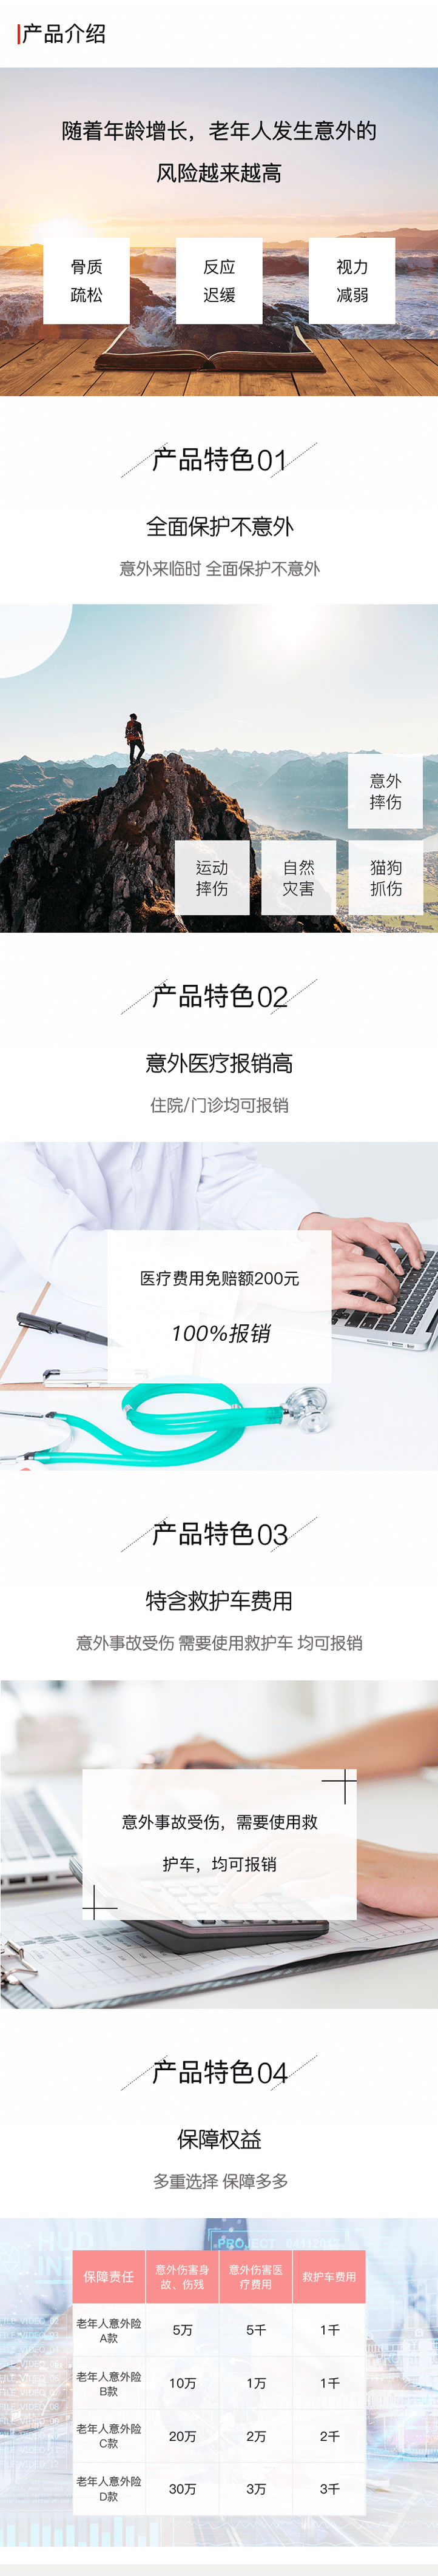 产品介绍
随着年龄增长，老年人发生意外的
风险越来越高
骨质
疏松
反应
迟缓
视力
减弱
产品特色01
全面保护不意外
意外来临时 全面保护不意外
意外
摔伤
运动
摔伤
自然
灾害
猫狗
抓伤
产品特色02
意外医疗报销高
住院/门诊均可报销
医疗费用免赔额200元
100%报销
产品特色03
特含救护车费用
意外事故受伤 需要使用救护车 均可报销
意外事故受伤，需要使用救
护车，均可报销
产品特色04
保障权益
多重选择 保障多多
保障责任
意外伤害身
故、伤残
意外伤害医
疗费用
救护车费用
老年人意外险
A款
5万
5千
1千
老年人意外险
B款
10万
1万
1千
老年人意外险
C款
20万
2万
2千
老年人意外险
D款
30万
3万
3千